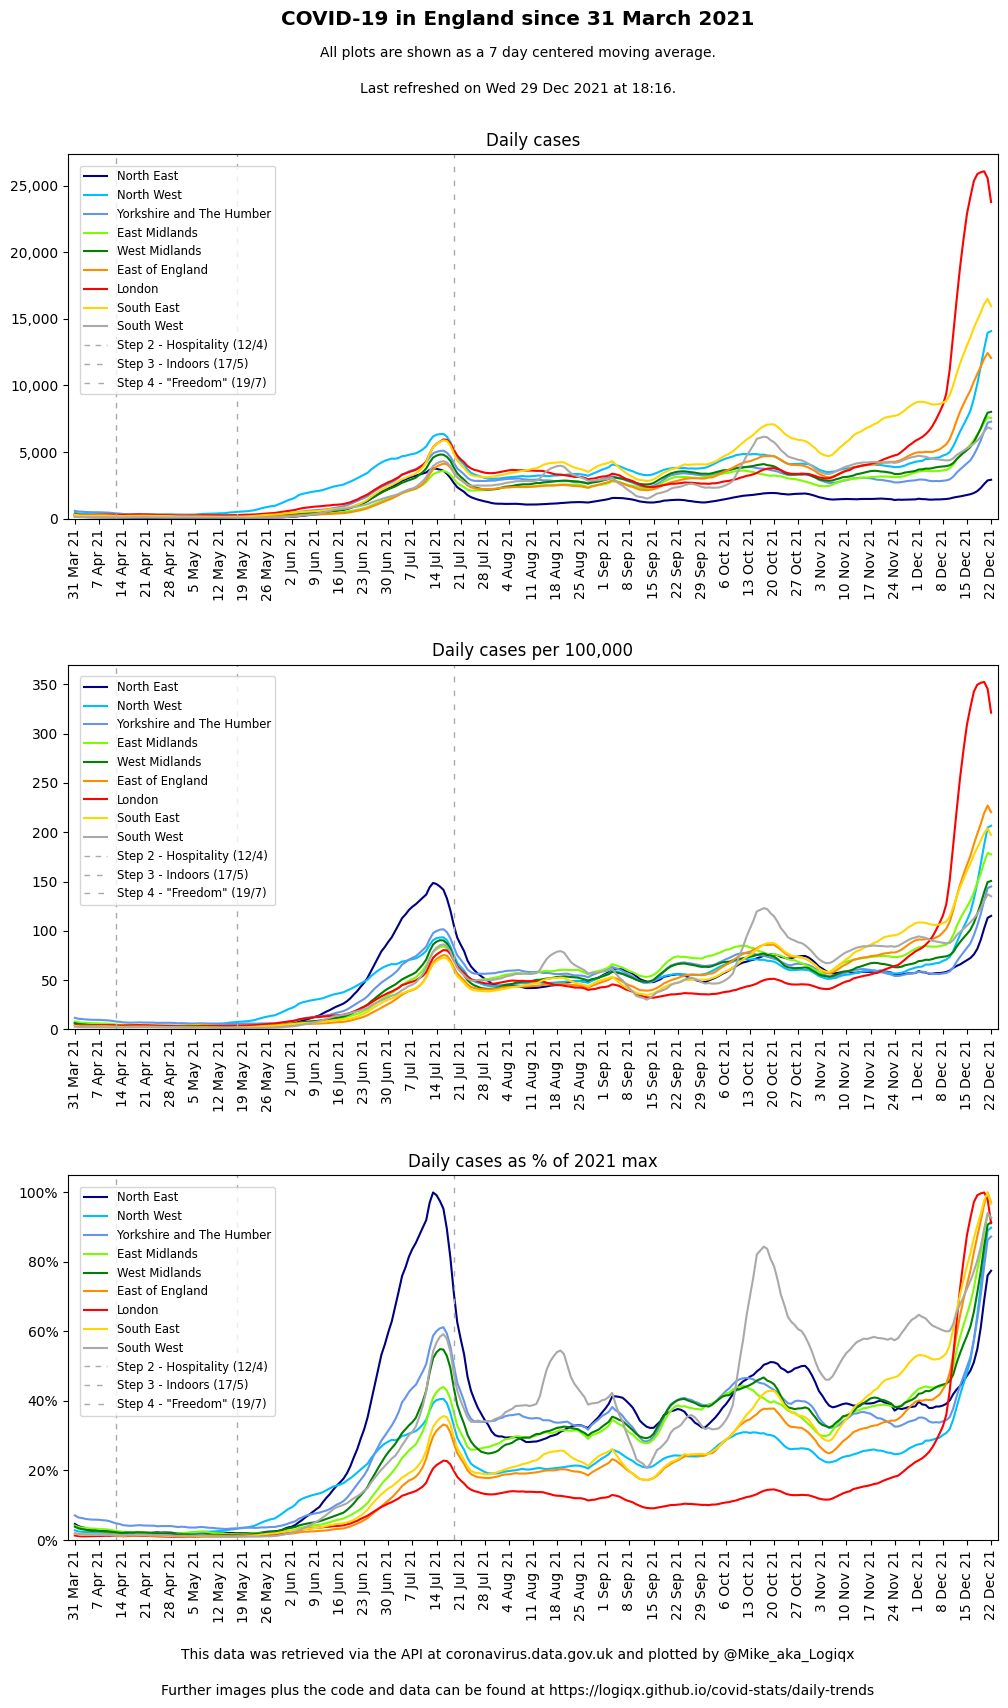 COVID-19 in England since 31 March 2021
All plots are shown as a 7 day centered moving average.
Last refreshed on Wed 29 Dec 2021 at 18:16.
Daily cases
25,000
20,000
15,000
10,000
5,000
0
North East
North West
Yorkshire and The Humber
East Midlands
West Midlands
East of England
London
South East
South West
Step 2 - Hospitality (12/4)
Step 3 - Indoors (17/5)
Step 4 - "Freedom" (19/7)
31 Mar 21
7 Apr 21
14 Apr 21
21 Apr 21
28 Apr 21
5 May 21
12 May 21
19 May 21
26 May 21
2 Jun 21
9 Jun 21
16 Jun 21
23 Jun 21
30 Jun 21
7 Jul 21
14 Jul 21
21 Jul 21
28 Jul 21
4 Aug 21
11 Aug 21
18 Aug 21
25 Aug 21
1 Sep 21
8 Sep 21
15 Sep 21
22 Sep 21
29 Sep 21
6 Oct 21
13 Oct 21
20 Oct 21
27 Oct 21
3 Nov 21
10 Nov 21
17 Nov 21
24 Nov 21
1 Dec 21
8 Dec 21
15 Dec 21
22 Dec 21
Daily cases per 100,000
350
300
250
200
150
100
50
0
North East
North West
Yorkshire and The Humber
East Midlands
West Midlands
East of England
London
South East
South West
Step 2 - Hospitality (12/4)
Step 3 - Indoors (17/5)
Step 4 - "Freedom" (19/7)
31 Mar 21
7 Apr 21
14 Apr 21
21 Apr 21
28 Apr 21
5 May 21
12 May 21
19 May 21
26 May 21
2 Jun 21
9 Jun 21
16 Jun 21
23 Jun 21
30 Jun 21
7 Jul 21
14 Jul 21
21 Jul 21
28 Jul 21
4 Aug 21
11 Aug 21
18 Aug 21
25 Aug 21
1 Sep 21
8 Sep 21
15 Sep 21
22 Sep 21
29 Sep 21
6 Oct 21
13 Oct 21
20 Oct 21
27 Oct 21
3 Nov 21
10 Nov 21
17 Nov 21
24 Nov 21
1 Dec 21
8 Dec 21
15 Dec 21
22 Dec 21
Daily cases as % of 2021 max
100%
80%
60%
40%
20%
0%
North East
North West
Yorkshire and The Humber
East Midlands
West Midlands
East of England
London
South East
South West
Step 2 - Hospitality (12/4)
Step 3 - Indoors (17/5)
Step 4 - "Freedom" (19/7)
31 Mar 21
7 Apr 21
14 Apr 21
21 Apr 21
28 Apr 21
5 May 21
12 May 21
19 May 21
26 May 21
2 Jun 21
9 Jun 21
16 Jun 21
23 Jun 21
30 Jun 21
7 Jul 21
14 Jul 21
21 Jul 21
28 Jul 21
4 Aug 21
11 Aug 21
18 Aug 21
25 Aug 21
1 Sep 21
8 Sep 21
15 Sep 21
22 Sep 21
29 Sep 21
6 Oct 21
13 Oct 21
20 Oct 21
27 Oct 21
3 Nov 21
10 Nov 21
17 Nov 21
24 Nov 21
1 Dec 21
8 Dec 21
15 Dec 21
22 Dec 21
This data was retrieved via the API at coronavirus.data.gov.uk and plotted by @Mike_aka_Logiqx
Further images plus the code and data can be found at https://logiqx.github.io/covid-stats/daily-trends